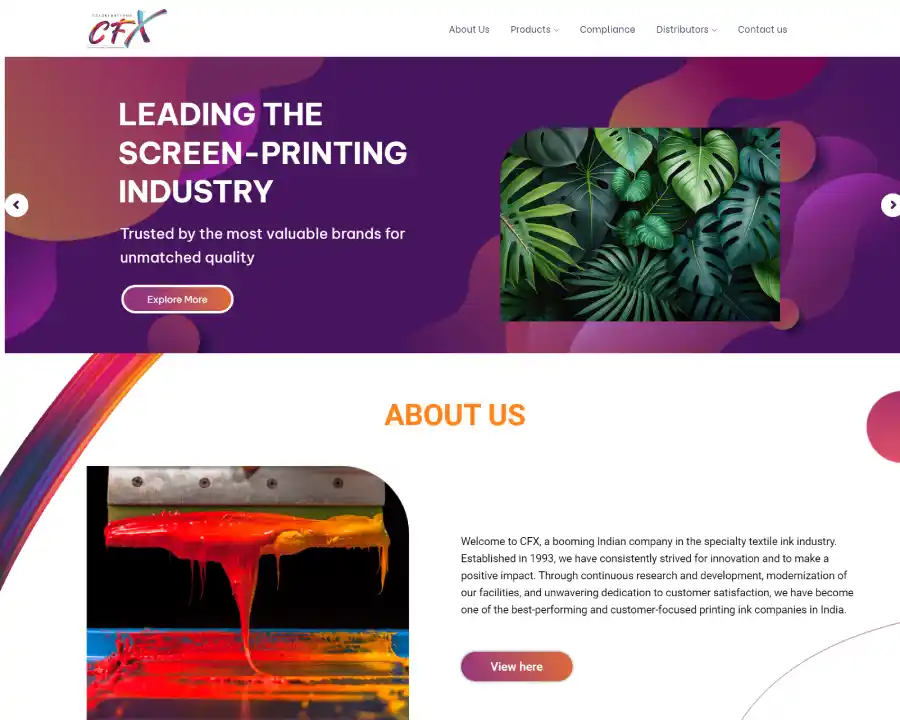 CFX
About Us
Products
Compliance
Distributors
Contact us
LEADING THE
SCREEN-PRINTING
INDUSTRY
Trusted by the most valuable brands for
unmatched quality
Explore More
ABOUT US
Welcome to CFX, a booming Indian company in the specialty textile ink industry.
Established in 1993, we have consistently strived for innovation and to make a
positive impact. Through continuous research and development, modernization of
our facilities, and unwavering dedication to customer satisfaction, we have become
one of the best-performing and customer-focused printing ink companies in India.
View here